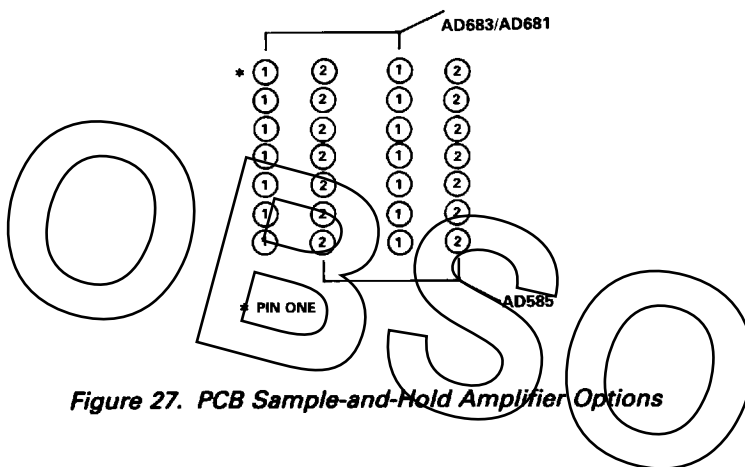 AD683/AD681
* 1 2 1 2
1 2 1 2
1 2 1 2
1 2 1 2
1 2 1 2
1 2 1 2
1 2 1 2
* PIN ONE
AD585
OBSO
Figure 27. PCB Sample-and-Hold Amplifier Options